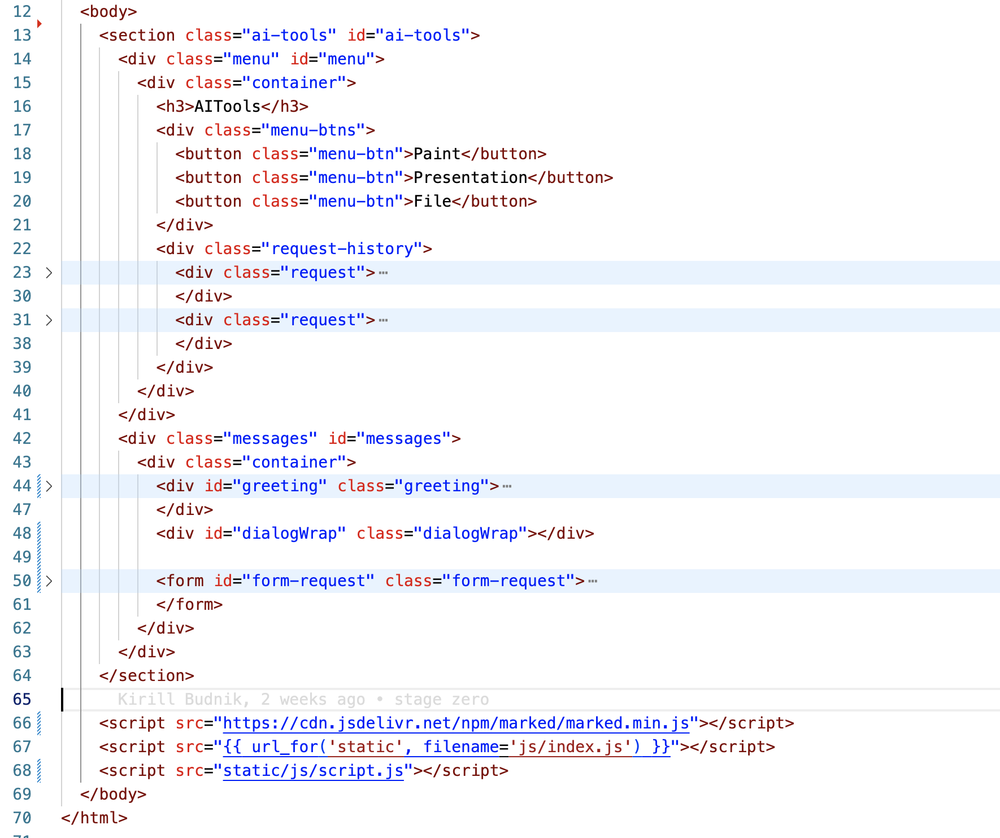 12 <body>
13 <section class="ai-tools" id="ai-tools">
14 <div class="menu" id="menu">
15 <div class="container">
16 <h3>AITools</h3>
17 <div class="menu-btns">
18 <button class="menu-btn">Paint</button>
19 <button class="menu-btn">Presentation</button>
20 <button class="menu-btn">File</button>
21 </div>
22 <div class="request-history">
23 <div class="request">…
30 </div>
31 <div class="request">…
38 </div>
39 </div>
40 </div>
41 </div>
42 <div class="messages" id="messages">
43 <div class="container">
44 <div id="greeting" class="greeting">…
47 </div>
48 <div id="dialogWrap" class="dialogWrap"></div>
49
50 <form id="form-request" class="form-request">…
61 </form>
62 </div>
63 </div>
64 </section>
65 Kirill Budnik, 2 weeks ago • stage zero
66 <script src="https://cdn.jsdelivr.net/npm/marked/marked.min.js"></script>
67 <script src="{{ url_for('static', filename='js/index.js') }}"></script>
68 <script src="static/js/script.js"></script>
69 </body>
70 </html>